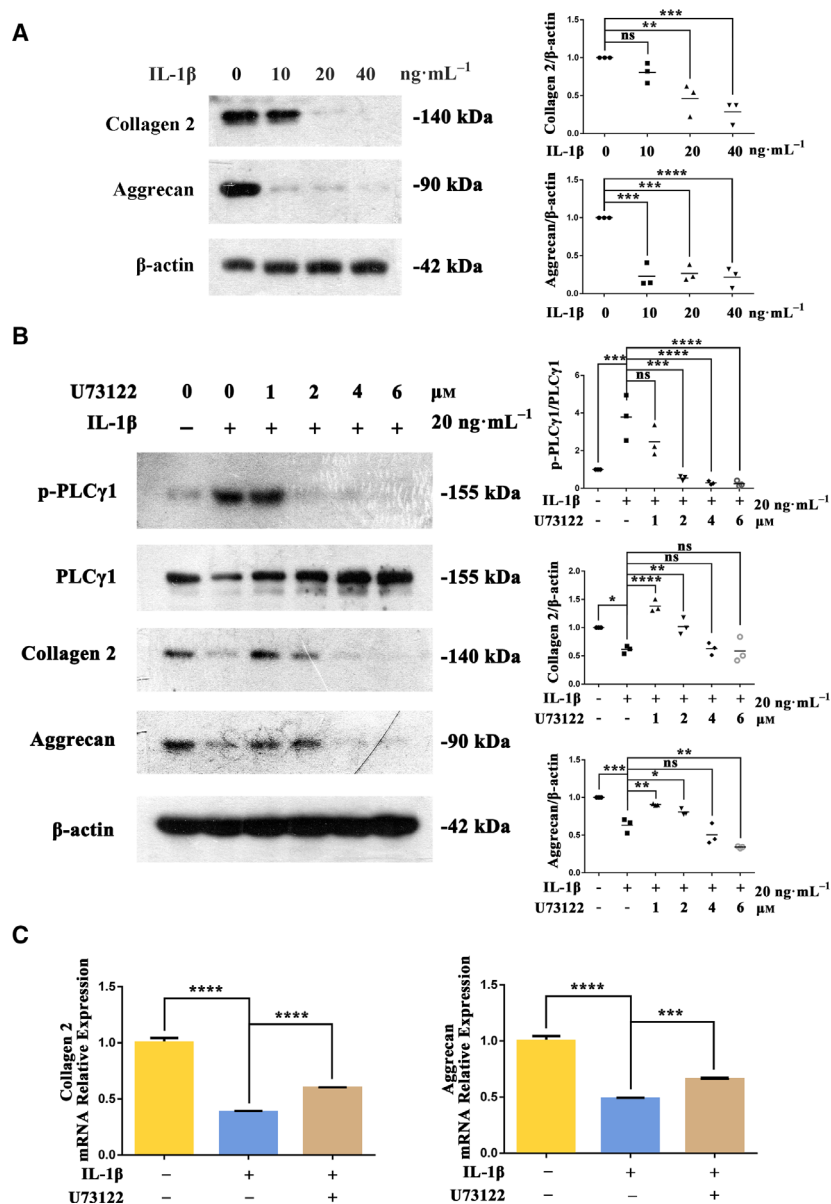 A
IL-1β 0 10 20 40 ng·mL⁻¹
Collagen 2 -140 kDa
Aggrecan -90 kDa
β-actin -42 kDa
Collagen 2/β-actin
1.5
1.0
0.5
0.0
***
**
ns
0 10 20 40
IL-1β ng·mL⁻¹
Aggrecan/β-actin
1.5
1.0
0.5
0.0
****
***
***
0 10 20 40
IL-1β ng·mL⁻¹
B
U73122 0 0 1 2 4 6 μM
IL-1β – + + + + + 20 ng·mL⁻¹
p-PLCγ1 -155 kDa
PLCγ1 -155 kDa
Collagen 2 -140 kDa
Aggrecan -90 kDa
β-actin -42 kDa
p-PLCγ1/PLCγ1
6
4
2
0
****
****
*** ***
ns
IL-1β - + + + + + 20 ng·mL⁻¹
U73122 - - 1 2 4 6 μM
Collagen 2/β-actin
2.0
1.5
1.0
0.5
0.0
ns
ns
**
****
*
IL-1β - + + + + + 20 ng·mL⁻¹
U73122 - - 1 2 4 6 μM
Aggrecan/β-actin
1.5
1.0
0.5
0.0
**
ns
*** *
**
IL-1β - + + + + + 20 ng·mL⁻¹
U73122 - - 1 2 4 6 μM
C
Collagen 2
mRNA Relative Expression
1.5
1.0
0.5
0.0
**** ****
IL-1β – + +
U73122 – – +
Aggrecan
mRNA Relative Expression
1.5
1.0
0.5
0.0
**** ***
IL-1β – + +
U73122 – – +